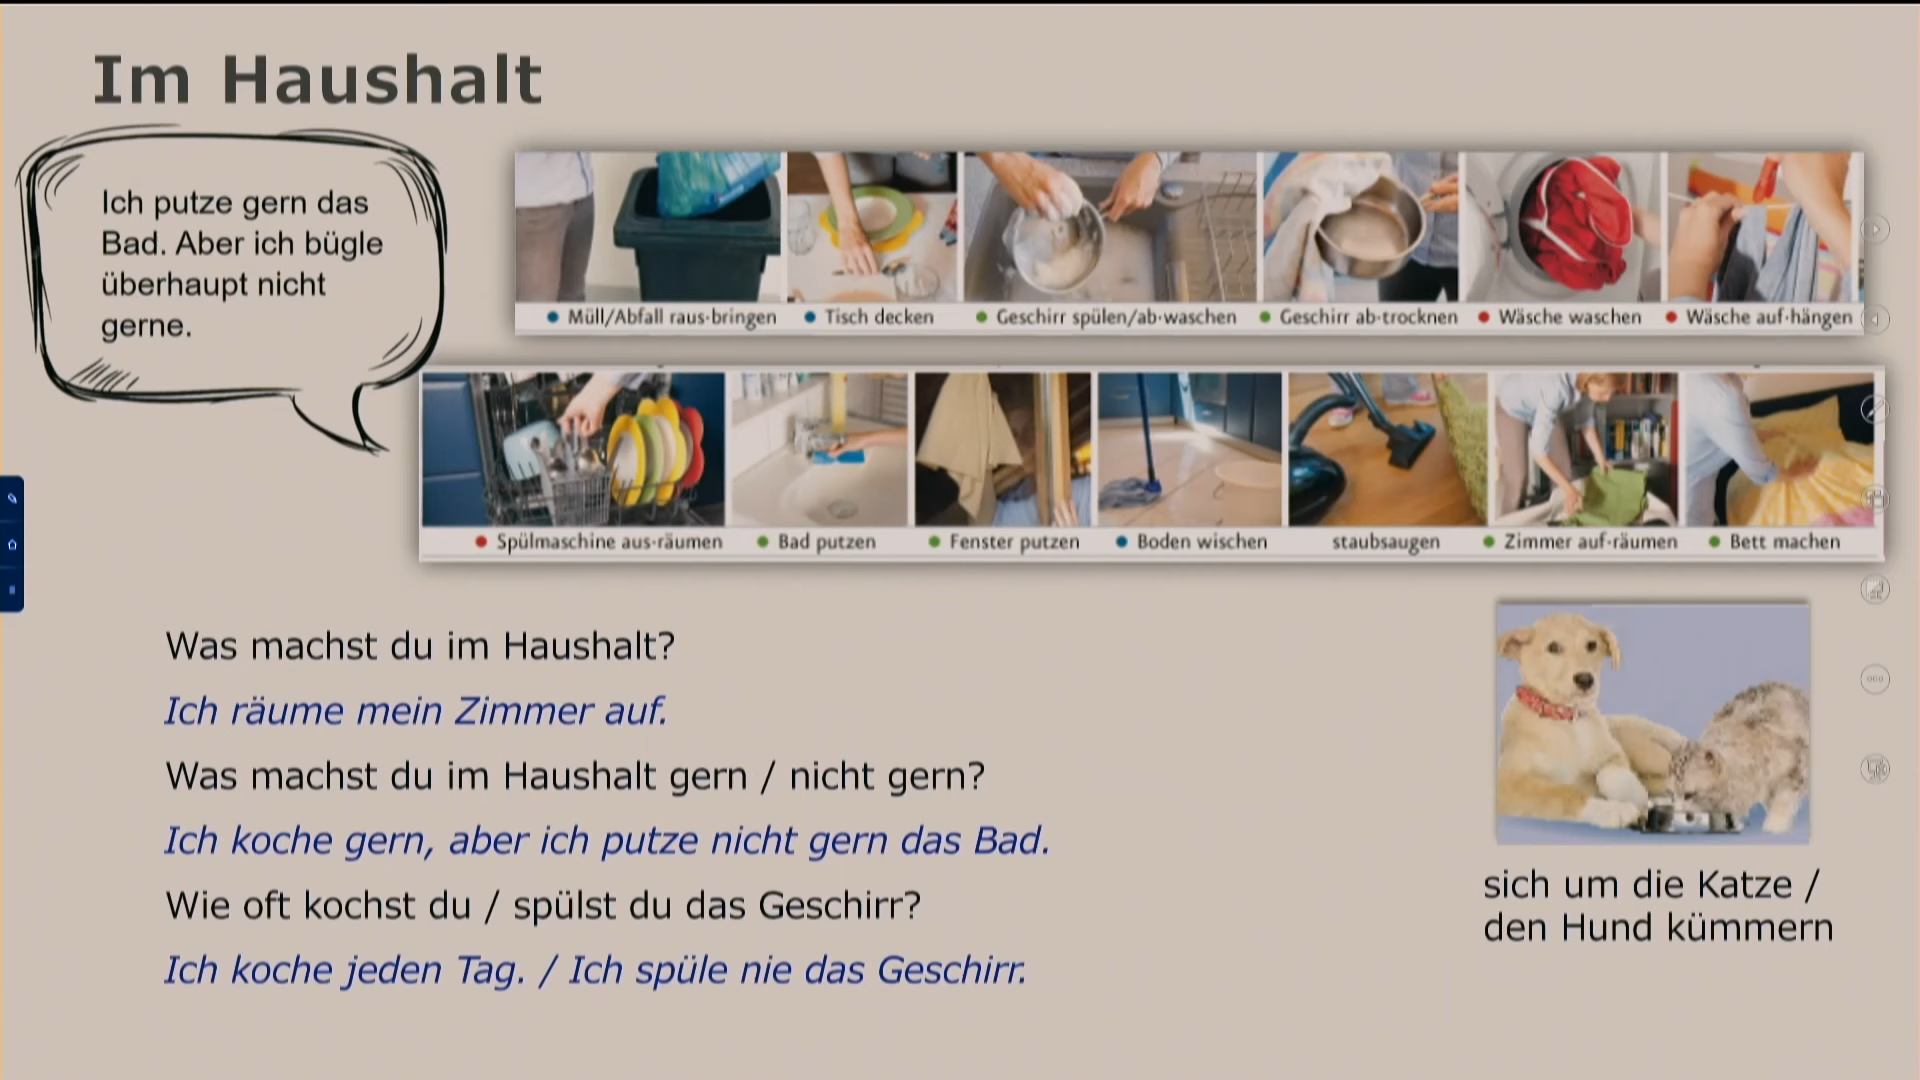 Im Haushalt
Ich putze gern das
Bad. Aber ich bügle
überhaupt nicht
gerne.
Müll/Abfall raus·bringen
Tisch decken
Geschirr spülen/ab·waschen
Geschirr ab·trocknen
Wäsche waschen
Wäsche auf·hängen
Spülmaschine aus·räumen
Bad putzen
Fenster putzen
Boden wischen
staubsaugen
Zimmer auf·räumen
Bett machen
Was machst du im Haushalt?
Ich räume mein Zimmer auf.
Was machst du im Haushalt gern / nicht gern?
Ich koche gern, aber ich putze nicht gern das Bad.
Wie oft kochst du / spülst du das Geschirr?
Ich koche jeden Tag. / Ich spüle nie das Geschirr.
sich um die Katze /
den Hund kümmern